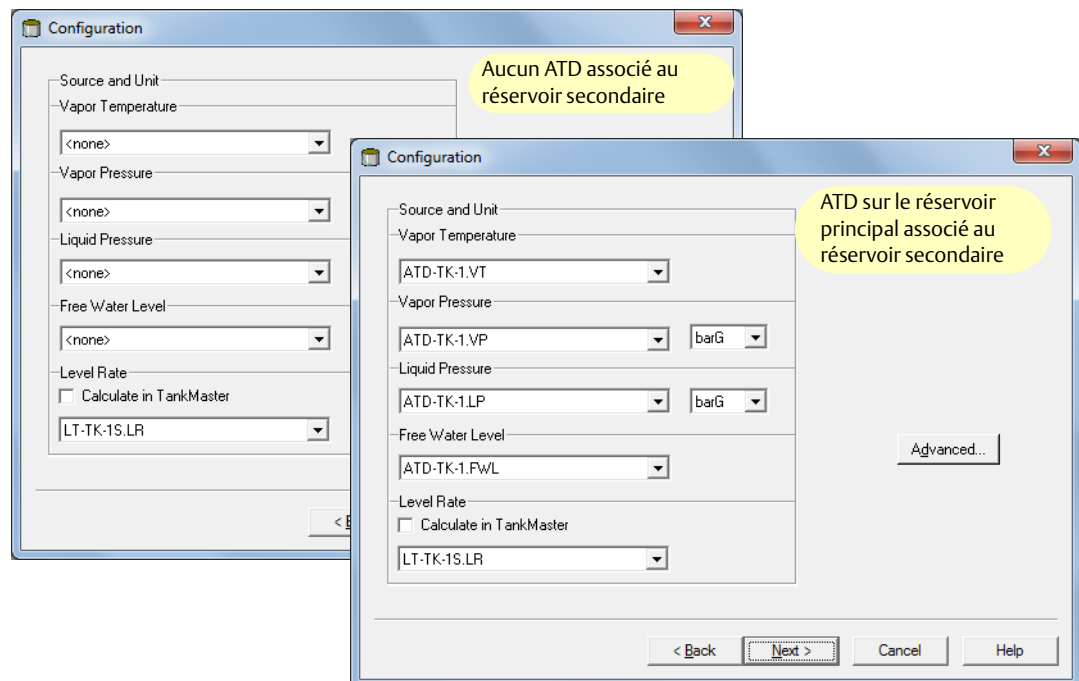 Configuration
Aucun ATD associé au
réservoir secondaire
Source and Unit
Vapor Temperature
<none>
Vapor Pressure
<none>
Liquid Pressure
<none>
Free Water Level
<none>
Level Rate
Calculate in TankMaster
LT-TK-1S.LR
<
Configuration
ATD sur le réservoir
principal associé au
réservoir secondaire
Source and Unit
Vapor Temperature
ATD-TK-1.VT
Vapor Pressure
ATD-TK-1.VP barG
Liquid Pressure
ATD-TK-1.LP barG
Free Water Level
ATD-TK-1.FWL
Advanced...
Level Rate
Calculate in TankMaster
LT-TK-1S.LR
< Back Next > Cancel Help